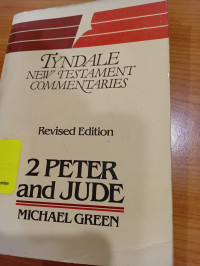 TYNDALE
NEW TESTAMENT
COMMENTARIES
Revised Edition
2 PETER
and JUDE
MICHAEL GREEN